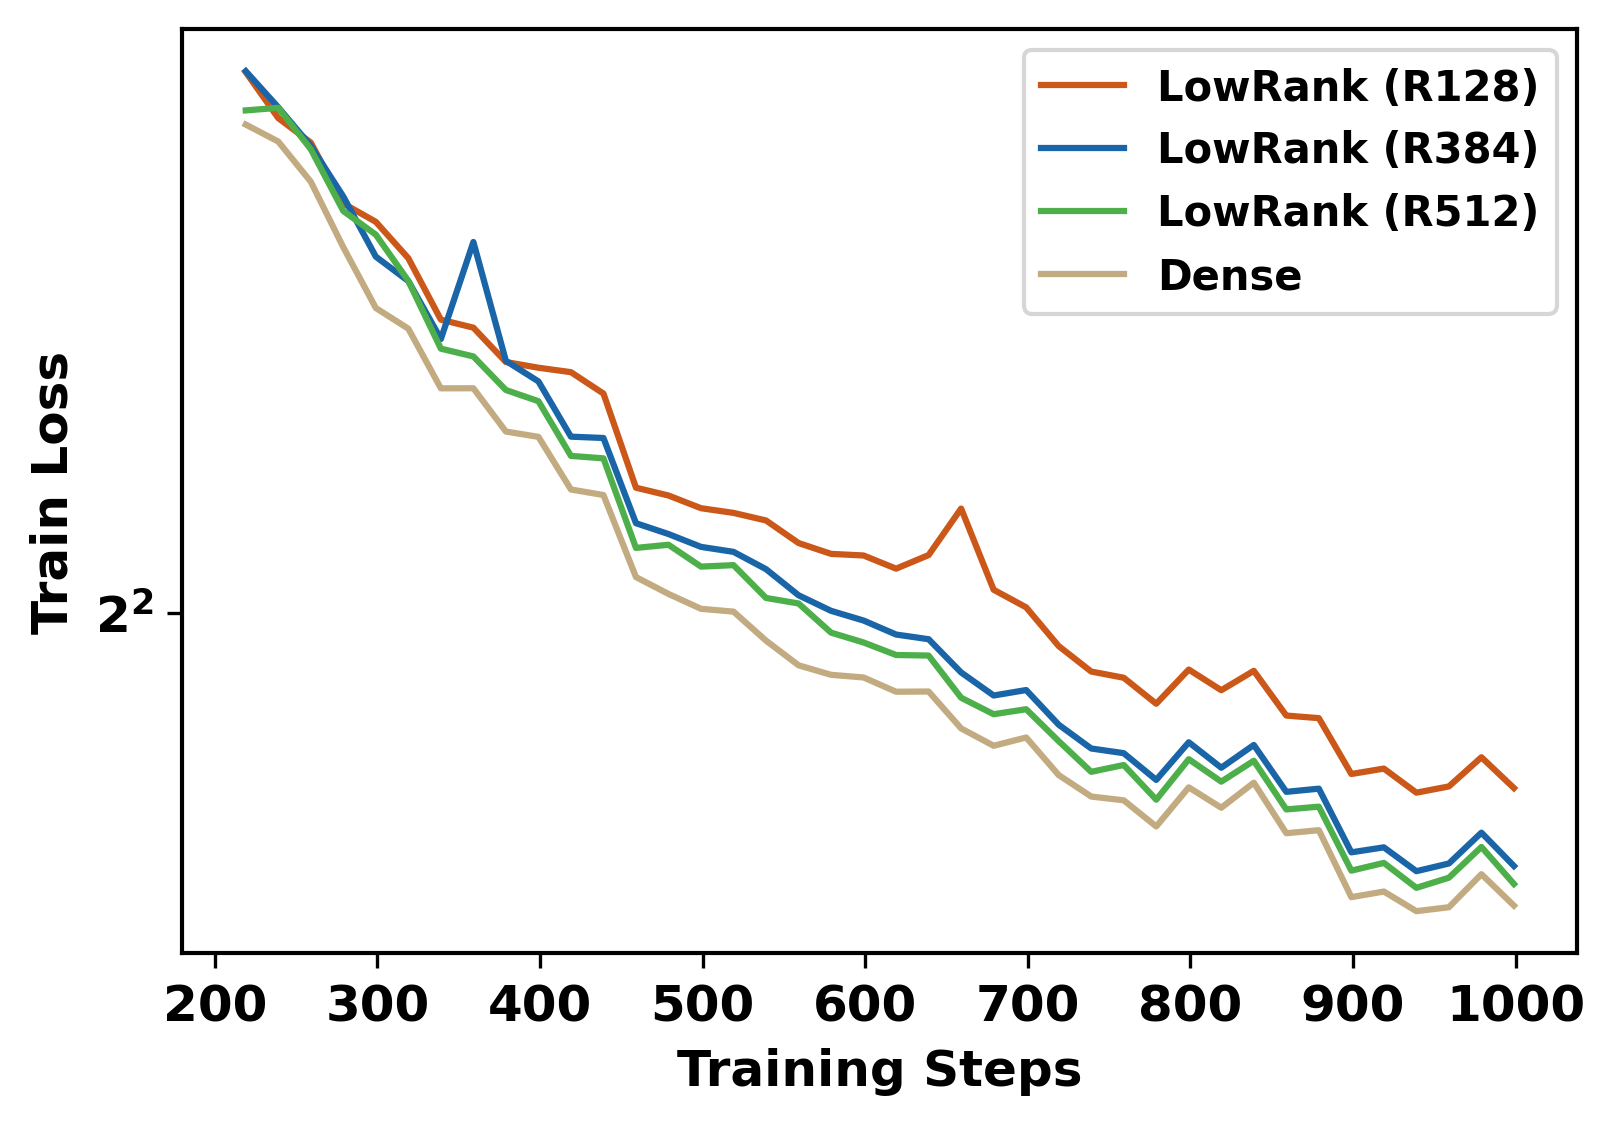 LowRank (R128)
LowRank (R384)
LowRank (R512)
Dense
Train Loss
2²
200 300 400 500 600 700 800 900 1000
Training Steps